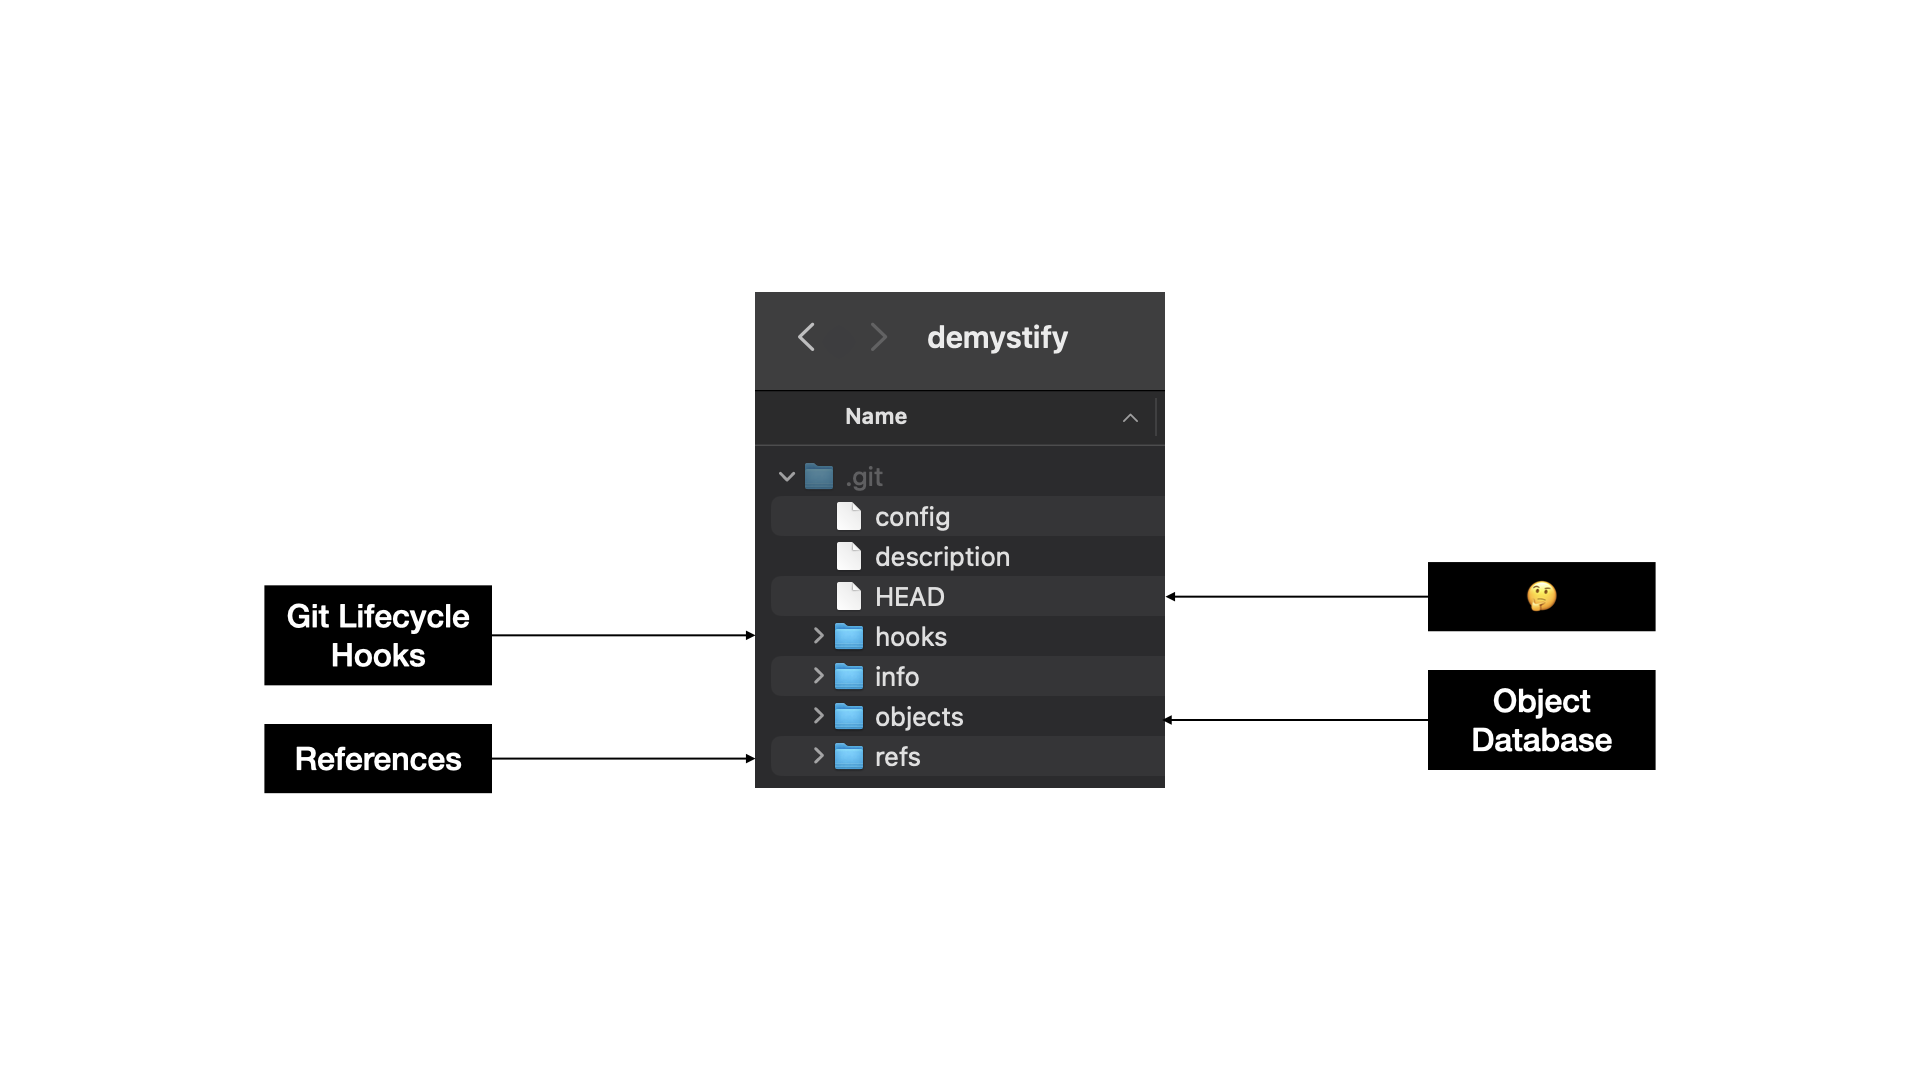 demystify
Name
.git
config
description
HEAD
hooks
info
objects
refs
Git Lifecycle
Hooks
References
🤔
Object
Database